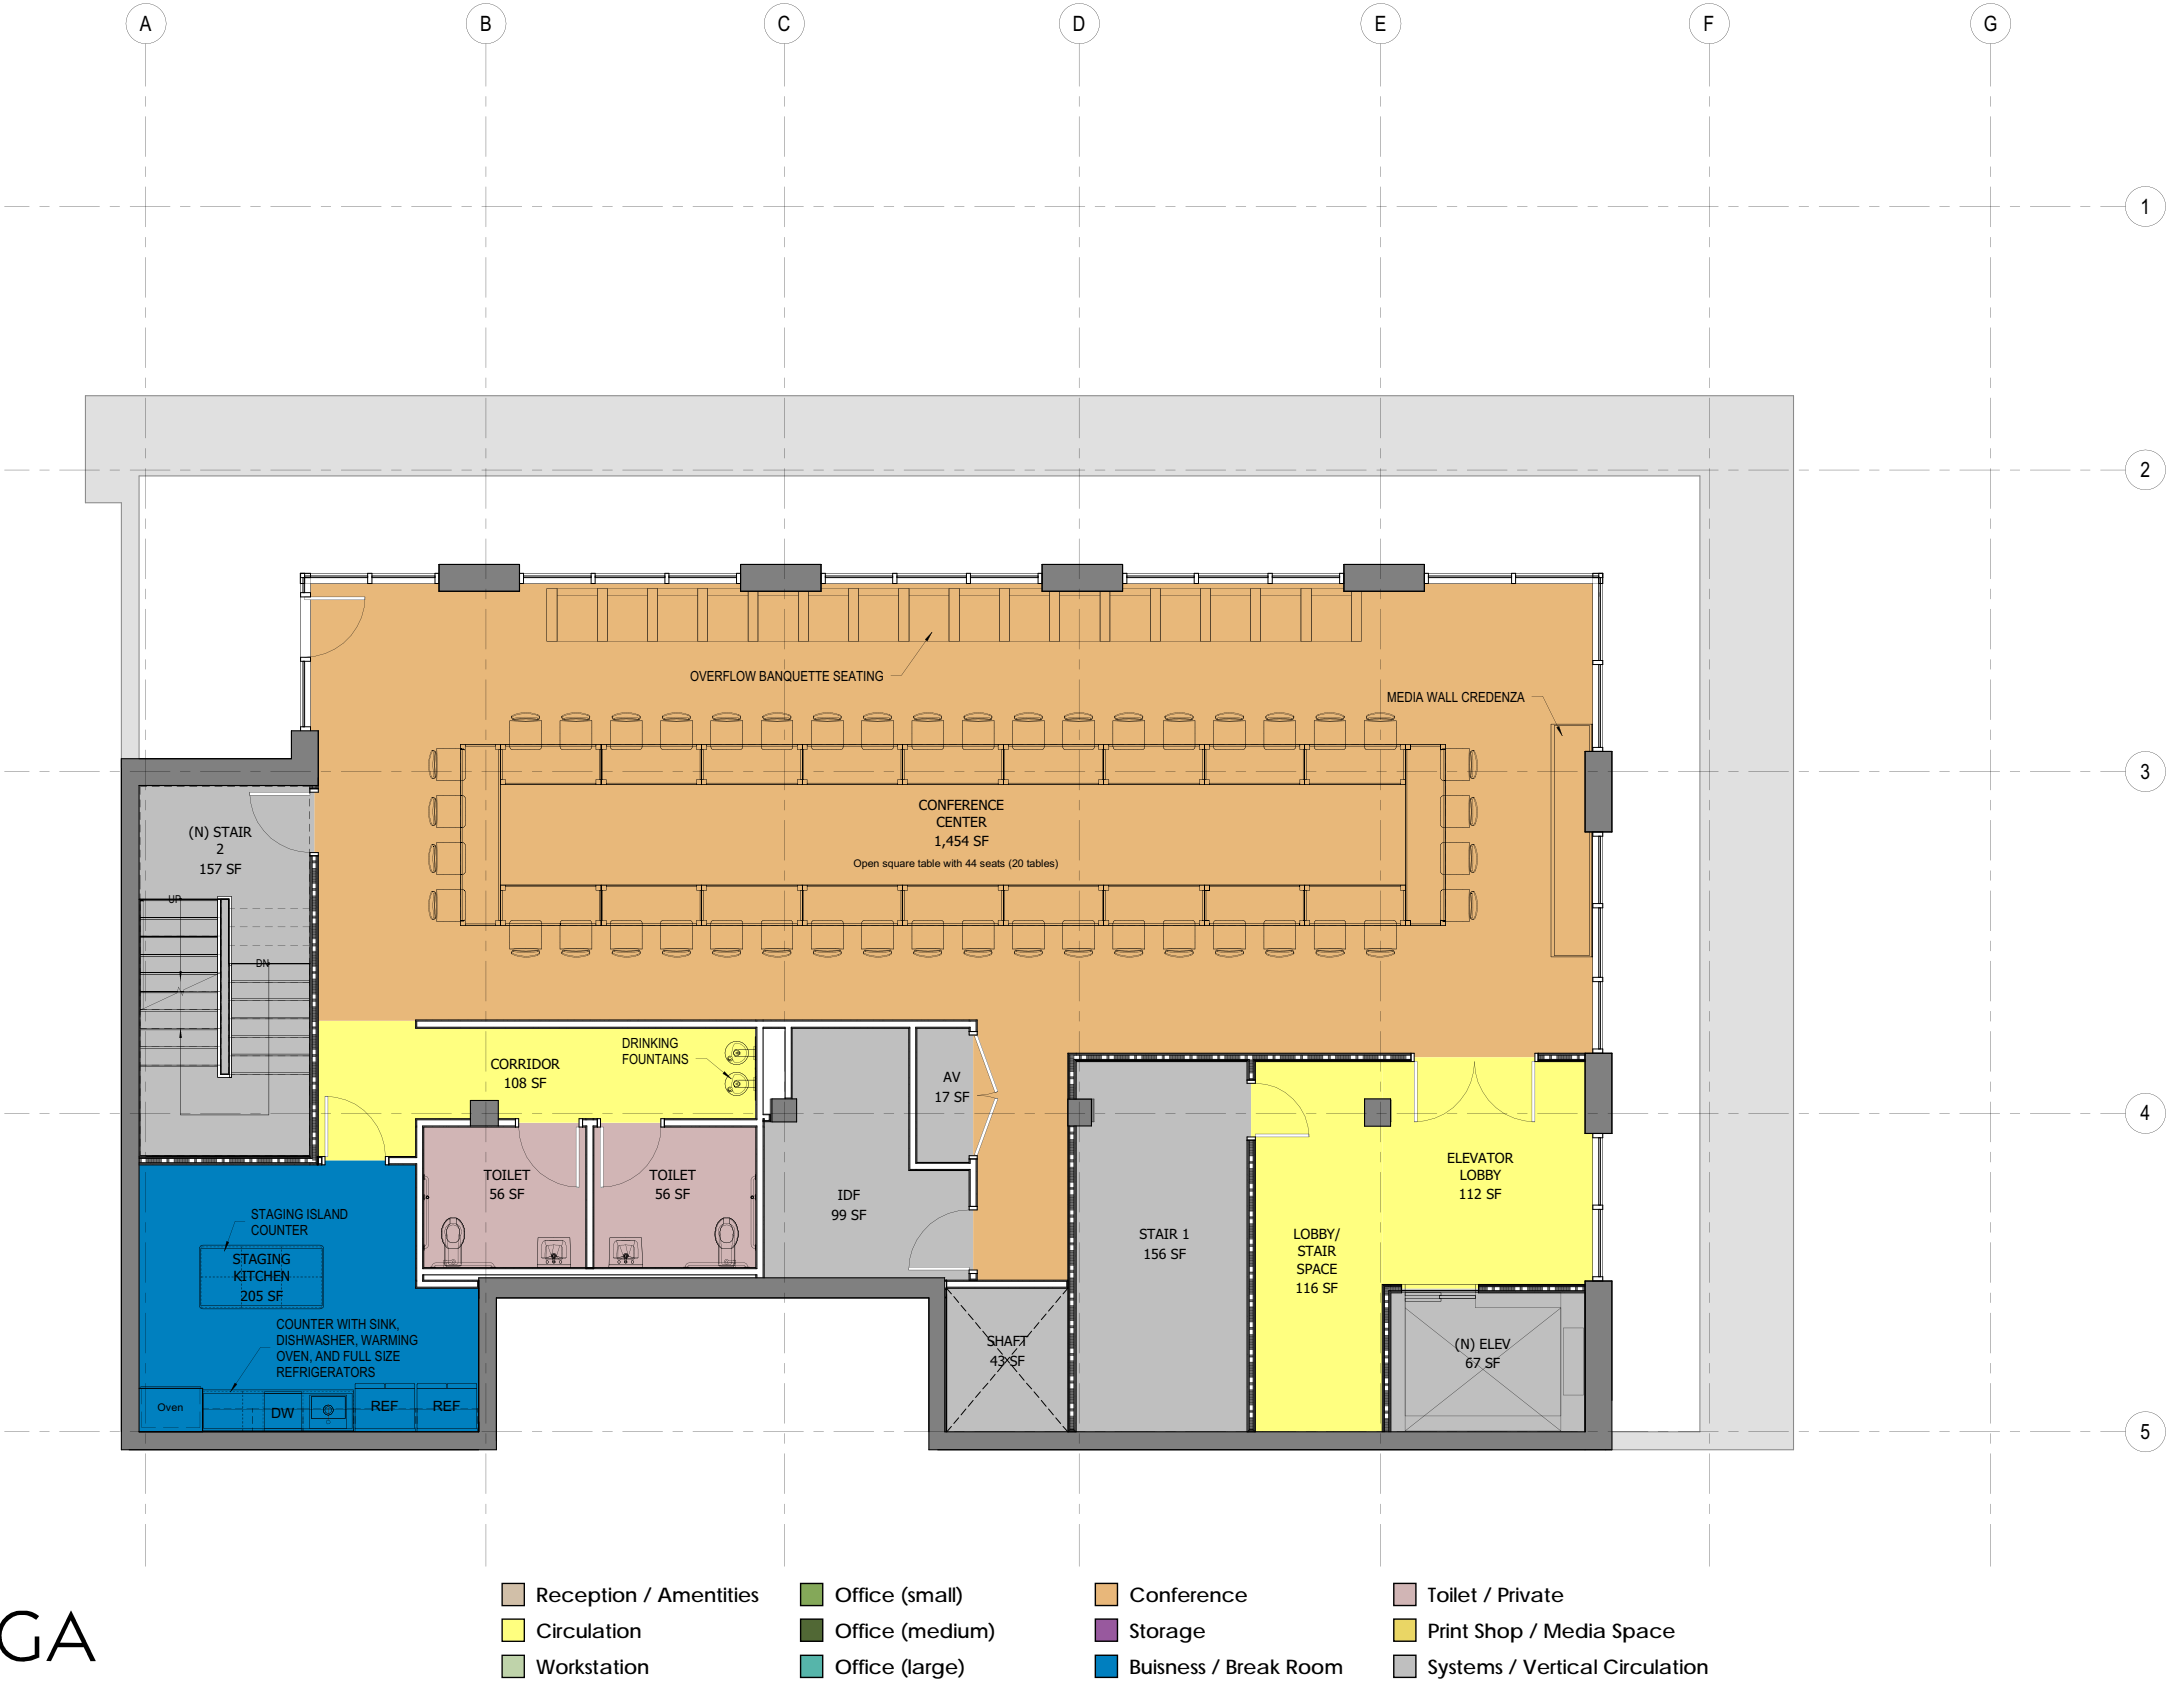 A
B
C
D
E
F
G
1
2
3
4
5
OVERFLOW BANQUETTE SEATING
MEDIA WALL CREDENZA
CONFERENCE
CENTER
1,454 SF
Open square table with 44 seats (20 tables)
(N) STAIR
2
157 SF
UP
DN
CORRIDOR
108 SF
DRINKING
FOUNTAINS
AV
17 SF
TOILET
56 SF
TOILET
56 SF
IDF
99 SF
STAIR 1
156 SF
ELEVATOR
LOBBY
112 SF
LOBBY/
STAIR
SPACE
116 SF
STAGING ISLAND
COUNTER
STAGING
KITCHEN
205 SF
COUNTER WITH SINK,
DISHWASHER, WARMING
OVEN, AND FULL SIZE
REFRIGERATORS
SHAFT
43 SF
(N) ELEV
67 SF
Oven
DW
REF
REF
Reception / Amentities
Circulation
Workstation
Office (small)
Office (medium)
Office (large)
Conference
Storage
Buisness / Break Room
Toilet / Private
Print Shop / Media Space
Systems / Vertical Circulation
GA